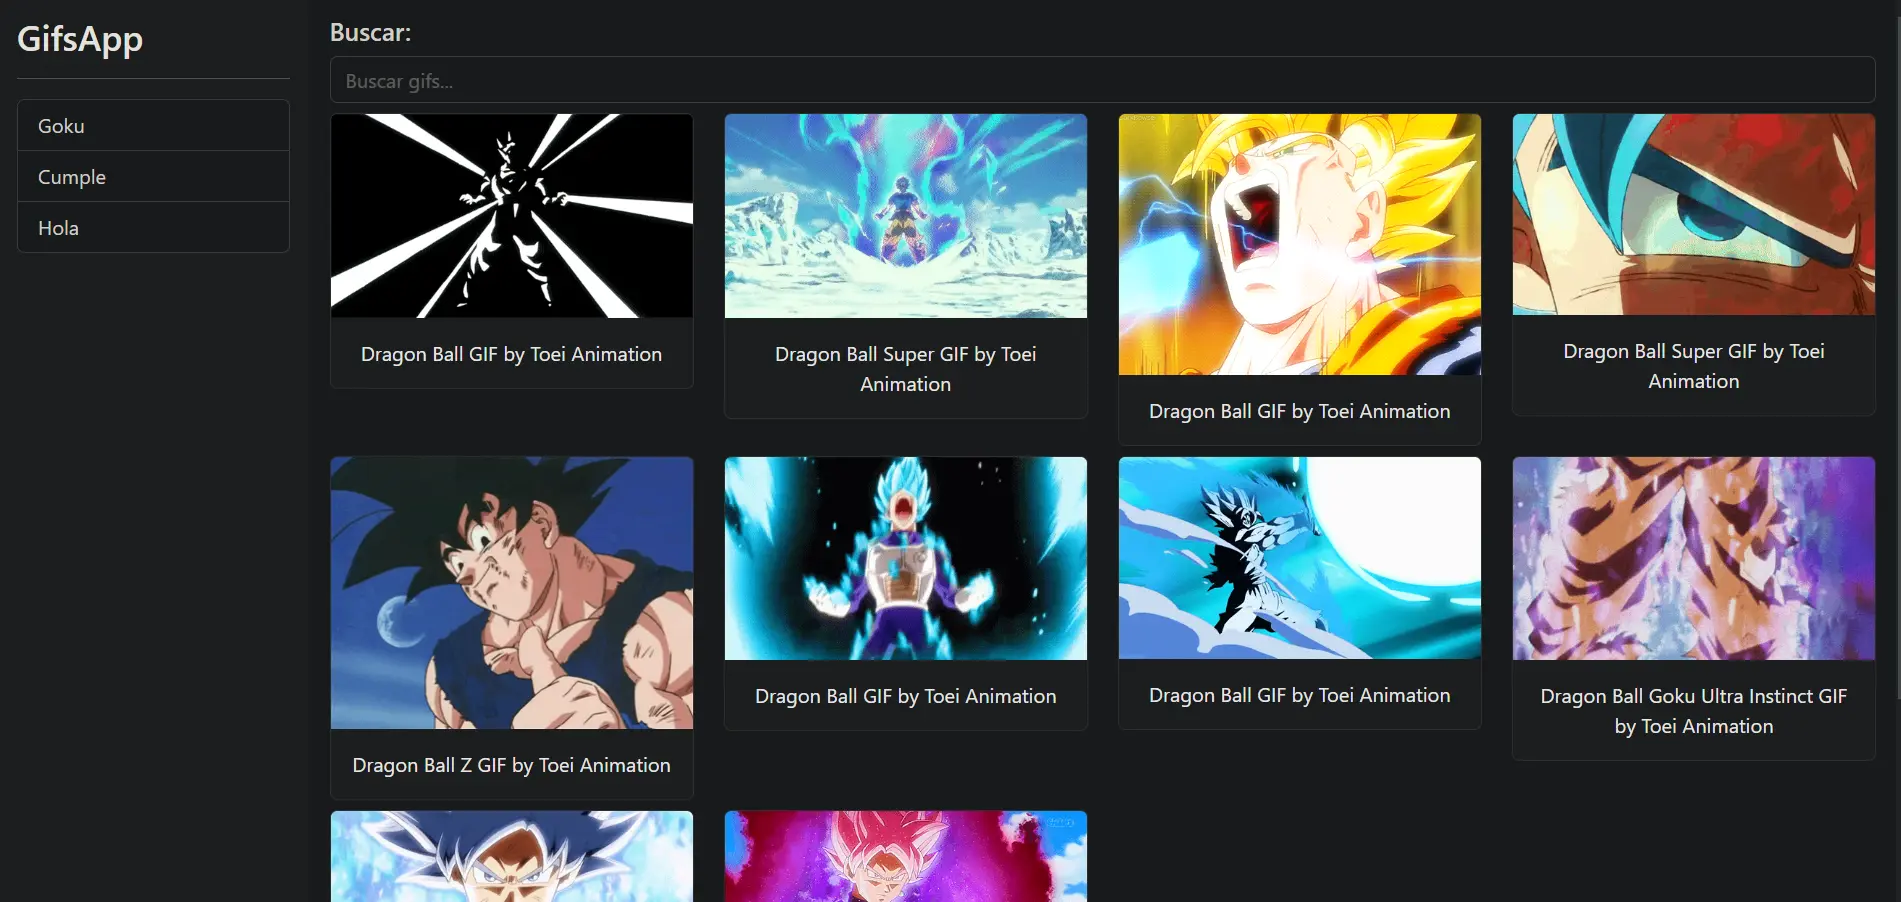 GifsApp
Goku
Cumple
Hola
Buscar:
Buscar gifs...
Dragon Ball GIF by Toei Animation
Dragon Ball Super GIF by Toei
Animation
Dragon Ball GIF by Toei Animation
Dragon Ball Super GIF by Toei
Animation
Dragon Ball Z GIF by Toei Animation
Dragon Ball GIF by Toei Animation
Dragon Ball GIF by Toei Animation
Dragon Ball Goku Ultra Instinct GIF
by Toei Animation